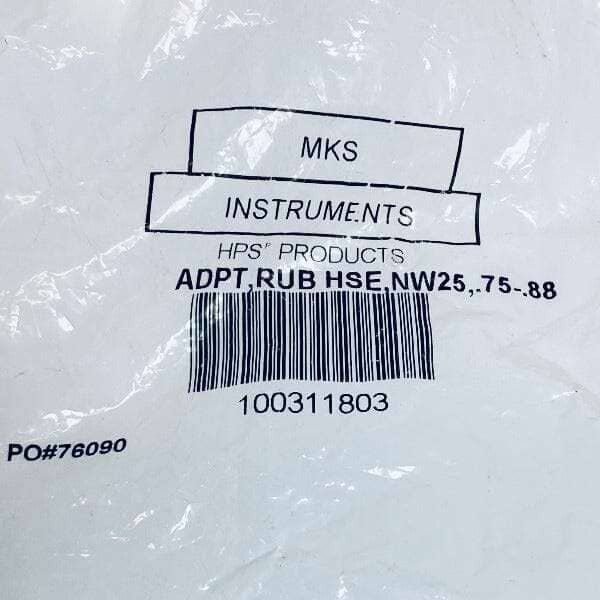 MKS
INSTRUMENTS
HPS" PRODUCTS
ADPT,RUB HSE,NW25,.75-.88
100311803
PO#76090